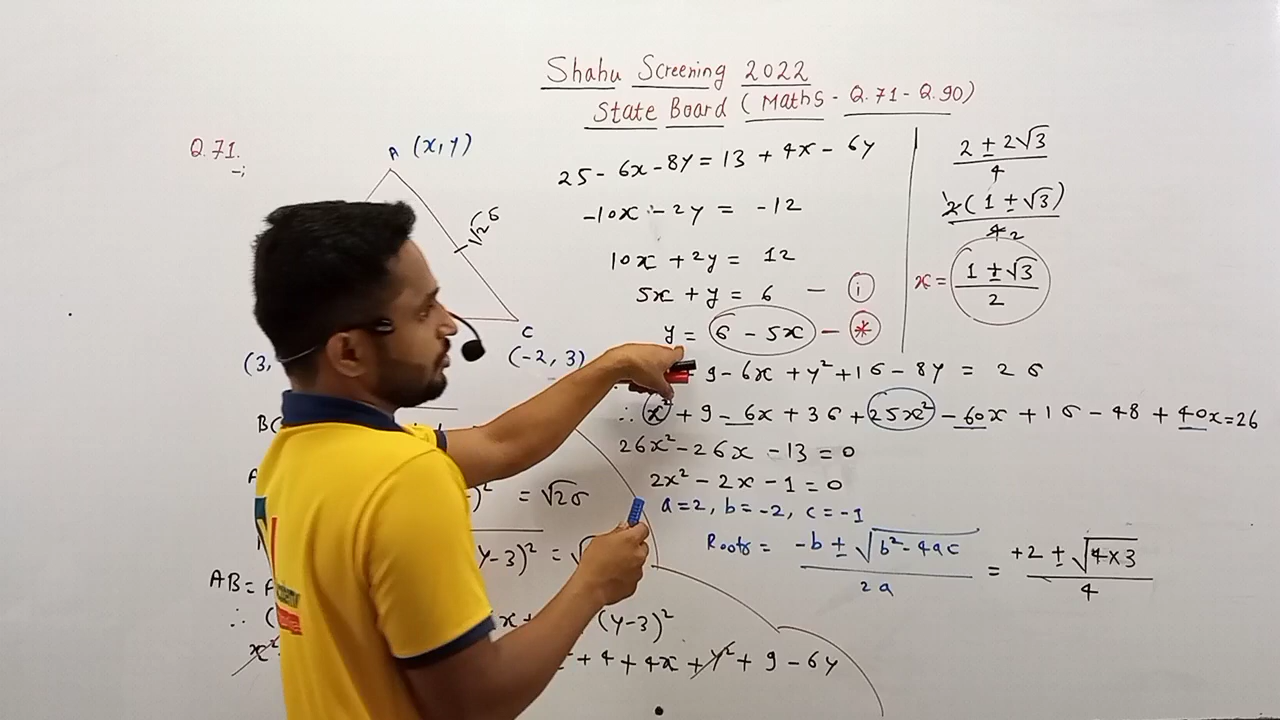 Shahu Screening 2022
State Board (Maths - Q.71 - Q.90)
Q.71.
A (x, y)
√26
C
(-2, 3)
(3,
25 - 6x - 8y = 13 + 4x - 6y
-10x - 2y = -12
10x + 2y = 12
5x + y = 6 — i
y = 6 - 5x — *
9 - 6x + y² + 16 - 8y = 26
∴ x² + 9 - 6x + 36 + 25x² - 60x + 16 - 48 + 40x = 26
26x² - 26x - 13 = 0
2x² - 2x - 1 = 0
a = 2, b = -2, c = -1
Roots = -b ± √b² - 4ac / 2a = +2 ± √4×3 / 4
2 ± 2√3 / 4
2(1 ± √3) / 4 2
x = 1 ± √3 / 2
)² = √26
y-3)² = √
AB =
∴ (
(y-3)²
x²
+ 4 + 4x + y² + 9 - 6y